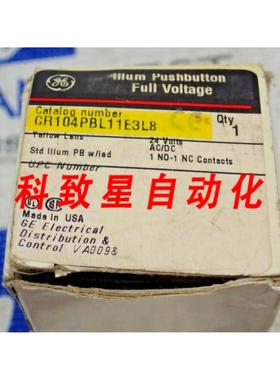 Illum Pushbutton
Full Voltage
Catalog number
CR104PBL11E3L8
Qty
1
Yellow Lens
24 Volts
AC/DC
Std Illum PB w/led
1 NO-1 NC Contacts
UPC Number
科致星自动化
Made in USA
GE Electrical
Distribution &
Control VA009&